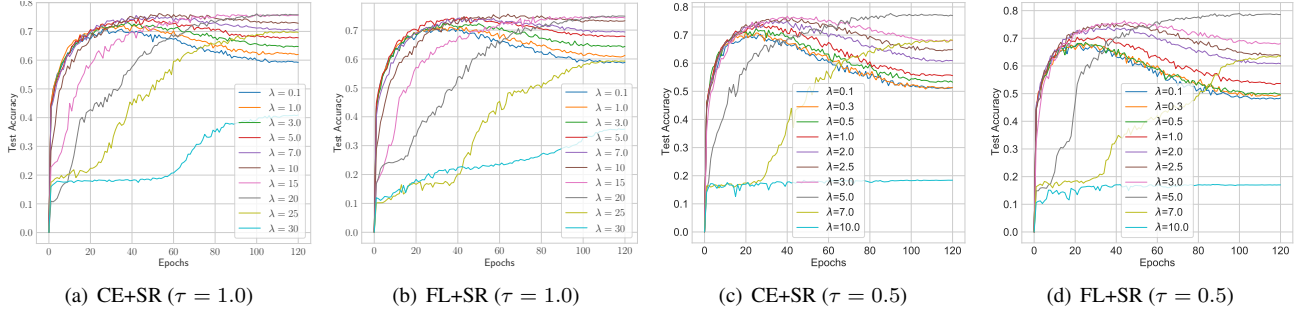 0.8
0.7
0.6
0.5
0.4
0.3
0.2
0.1
0.0
0 20 40 60 80 100 120
Test Accuracy
Epochs
λ = 0.1
λ = 1.0
λ = 3.0
λ = 5.0
λ = 7.0
λ = 10
λ = 15
λ = 20
λ = 25
λ = 30
(a) CE+SR (τ = 1.0)
0.8
0.7
0.6
0.5
0.4
0.3
0.2
0.1
0.0
0 20 40 60 80 100 120
Test Accuracy
Epochs
λ = 0.1
λ = 1.0
λ = 3.0
λ = 5.0
λ = 7.0
λ = 10
λ = 15
λ = 20
λ = 25
λ = 30
(b) FL+SR (τ = 1.0)
0.8
0.7
0.6
0.5
0.4
0.3
0.2
0.1
0.0
0 20 40 60 80 100 120
Test Accuracy
Epochs
λ=0.1
λ=0.3
λ=0.5
λ=1.0
λ=2.0
λ=2.5
λ=3.0
λ=5.0
λ=7.0
λ=10.0
(c) CE+SR (τ = 0.5)
0.8
0.7
0.6
0.5
0.4
0.3
0.2
0.1
0.0
0 20 40 60 80 100 120
Test Accuracy
Epochs
λ=0.1
λ=0.3
λ=0.5
λ=1.0
λ=2.0
λ=2.5
λ=3.0
λ=5.0
λ=7.0
λ=10.0
(d) FL+SR (τ = 0.5)